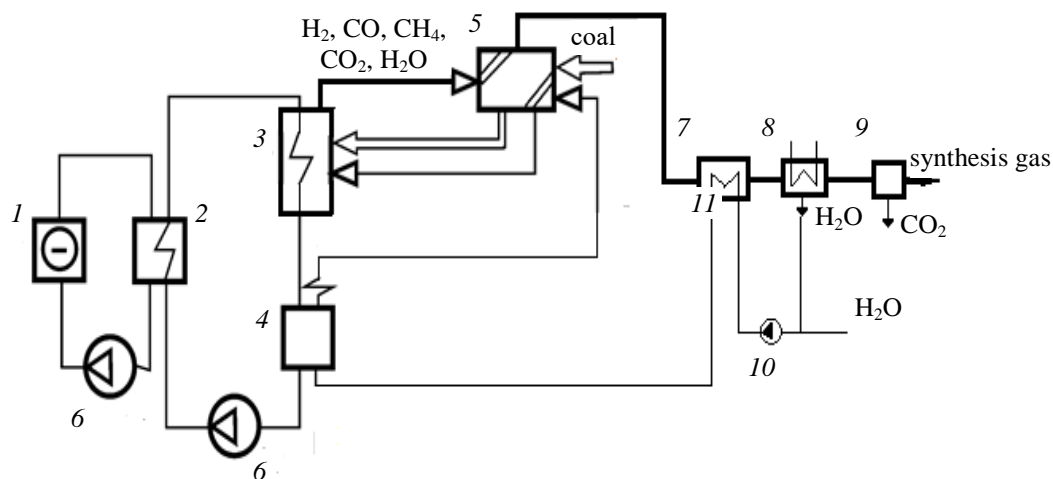 H₂, CO, CH₄,
CO₂, H₂O
5
coal
3
7
8
9
synthesis gas
1
2
11
H₂O
CO₂
4
H₂O
10
6
6